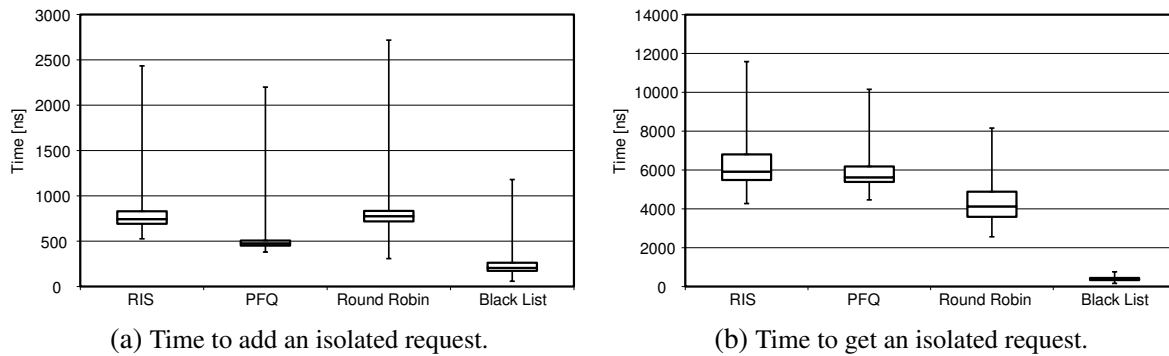 3000
2500
2000
1500
1000
500
0
Time [ns]
RIS PFQ Round Robin Black List
(a) Time to add an isolated request.
14000
12000
10000
8000
6000
4000
2000
0
Time [ns]
RIS PFQ Round Robin Black List
(b) Time to get an isolated request.